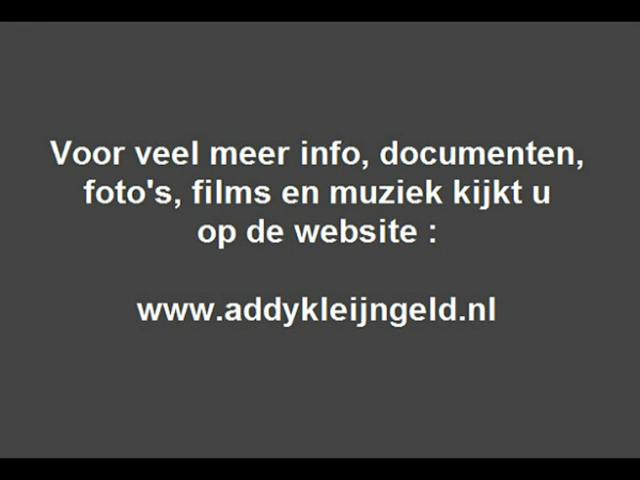 Voor veel meer info, documenten,
foto's, films en muziek kijkt u
op de website :
www.addykleijngeld.nl